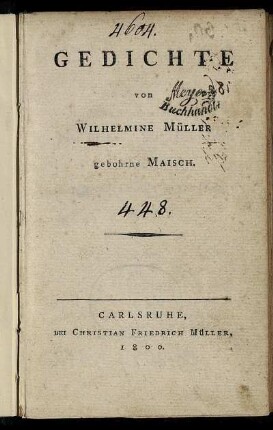 4604.
GEDICHTE
VON
WILHELMINE MÜLLER
gebohrne MAISCH.
448.
CARLSRUHE,
BEI CHRISTIAN FRIEDRICH MÜLLER,
1800.